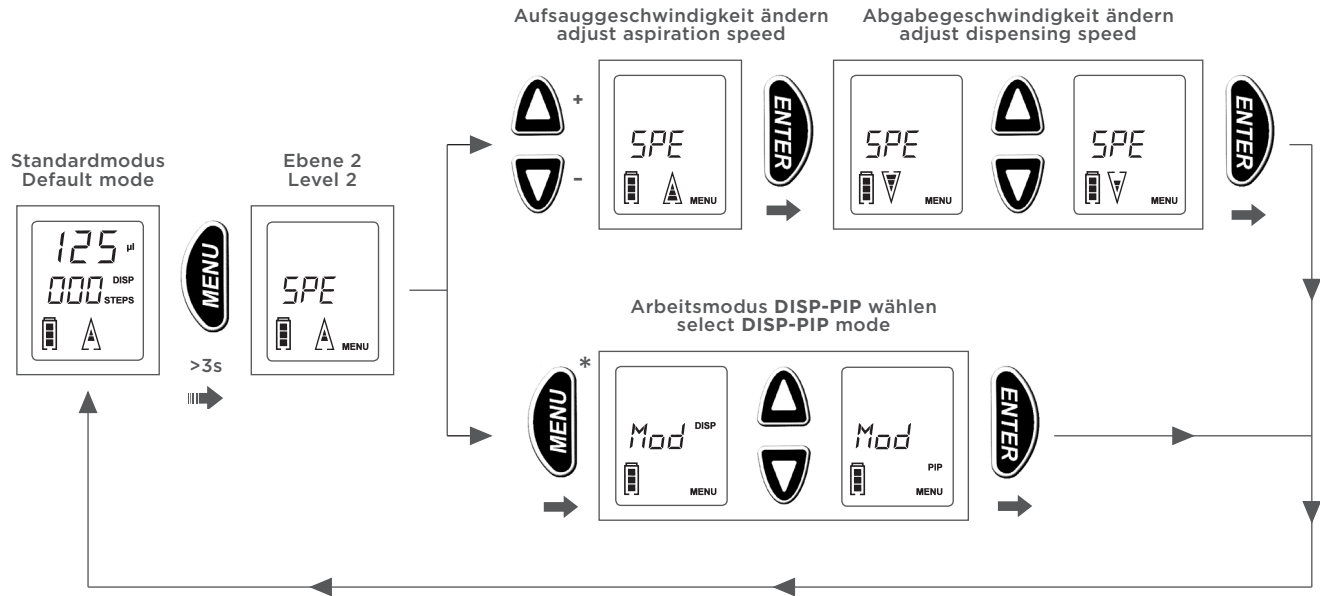 Aufsauggeschwindigkeit ändern
adjust aspiration speed
Abgabegeschwindigkeit ändern
adjust dispensing speed
+
-
SPE
MENU
ENTER
SPE
MENU
SPE
MENU
ENTER
Standardmodus
Default mode
125 µl
DISP
000 STEPS
MENU
>3s
Ebene 2
Level 2
SPE
MENU
Arbeitsmodus DISP-PIP wählen
select DISP-PIP mode
MENU
*
Mod DISP
MENU
Mod
PIP
MENU
ENTER